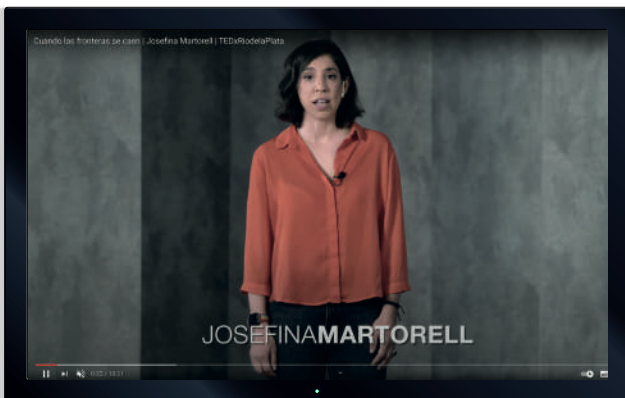 Cuando las fronteras se caen | Josefina Martorell | TEDxRiodelaPlata
JOSEFINAMARTORELL